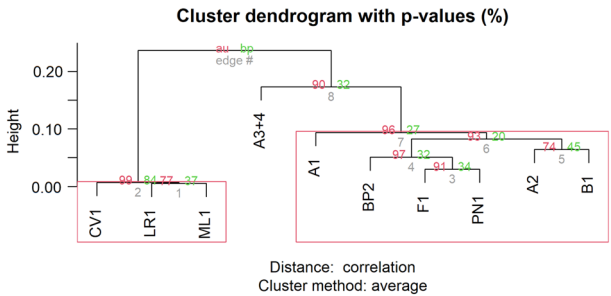 Cluster dendrogram with p-values (%)
au bp
edge #
Height
0.20
0.10
0.00
90 32
8
A3+4
96 27
7
93 20
6
A1
97 32
4
74 45
5
BP2
91 34
3
F1
PN1
A2
B1
99 84
2
77 37
1
CV1
LR1
ML1
Distance: correlation
Cluster method: average